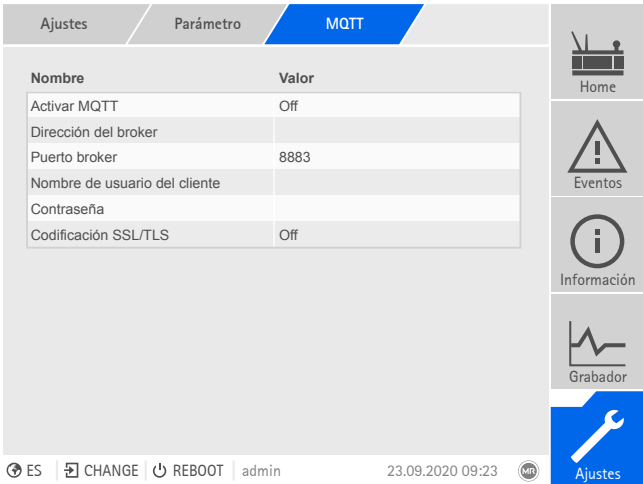 Ajustes Parámetro MQTT
Nombre Valor
Activar MQTT Off
Dirección del broker
Puerto broker 8883
Nombre de usuario del cliente
Contraseña
Codificación SSL/TLS Off
Home
Eventos
Información
Grabador
Ajustes
ES CHANGE REBOOT admin 23.09.2020 09:23 MR